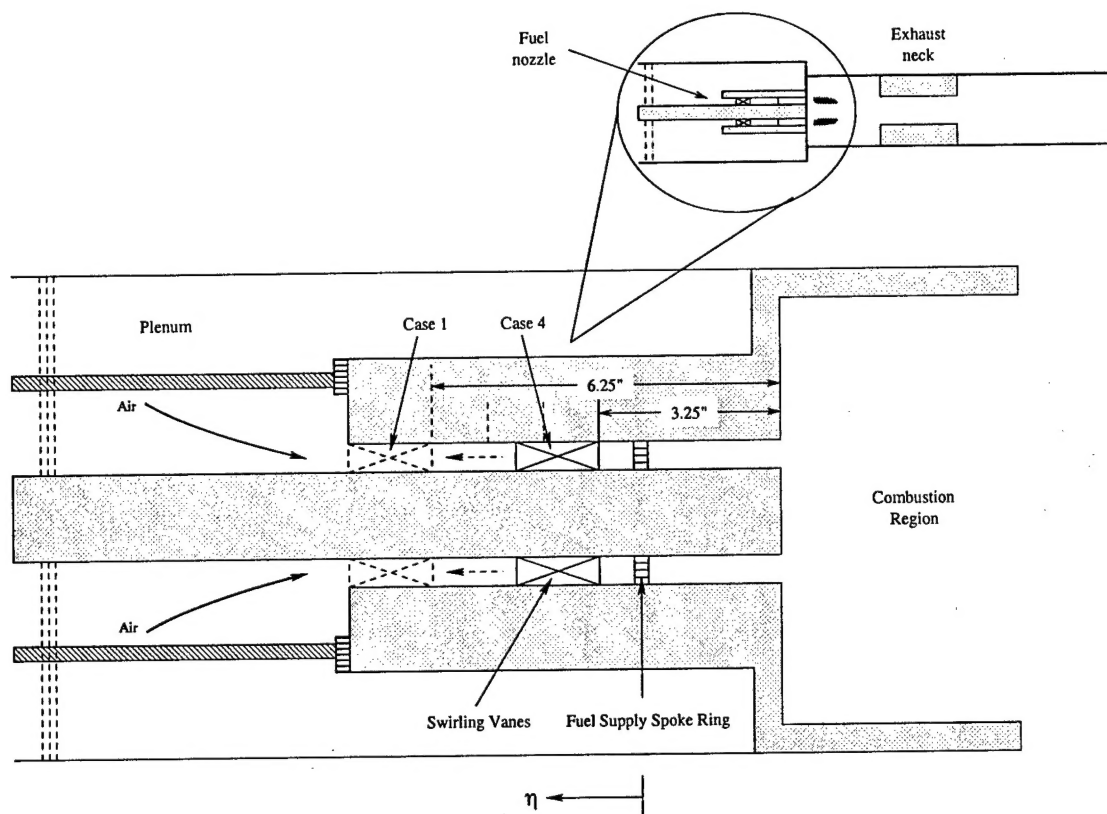 Fuel
nozzle
Exhaust
neck
Plenum
Case 1
Case 4
6.25"
3.25"
Air
Combustion
Region
Air
Swirling Vanes
Fuel Supply Spoke Ring
η